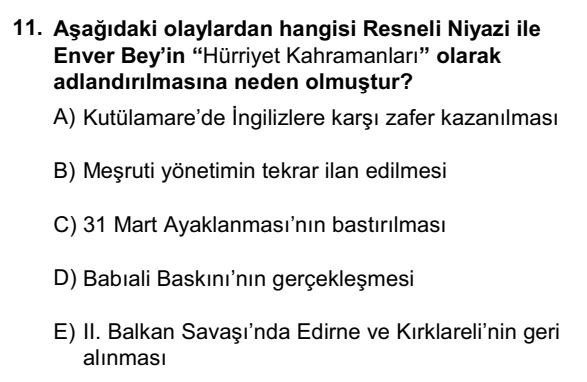 11. Aşağıdaki olaylardan hangisi Resneli Niyazi ile
Enver Bey’in “Hürriyet Kahramanları” olarak
adlandırılmasına neden olmuştur?
A) Kutülamare’de İngilizlere karşı zafer kazanılması
B) Meşruti yönetimin tekrar ilan edilmesi
C) 31 Mart Ayaklanması’nın bastırılması
D) Babıali Baskını’nın gerçekleşmesi
E) II. Balkan Savaşı’nda Edirne ve Kırklareli’nin geri
alınması